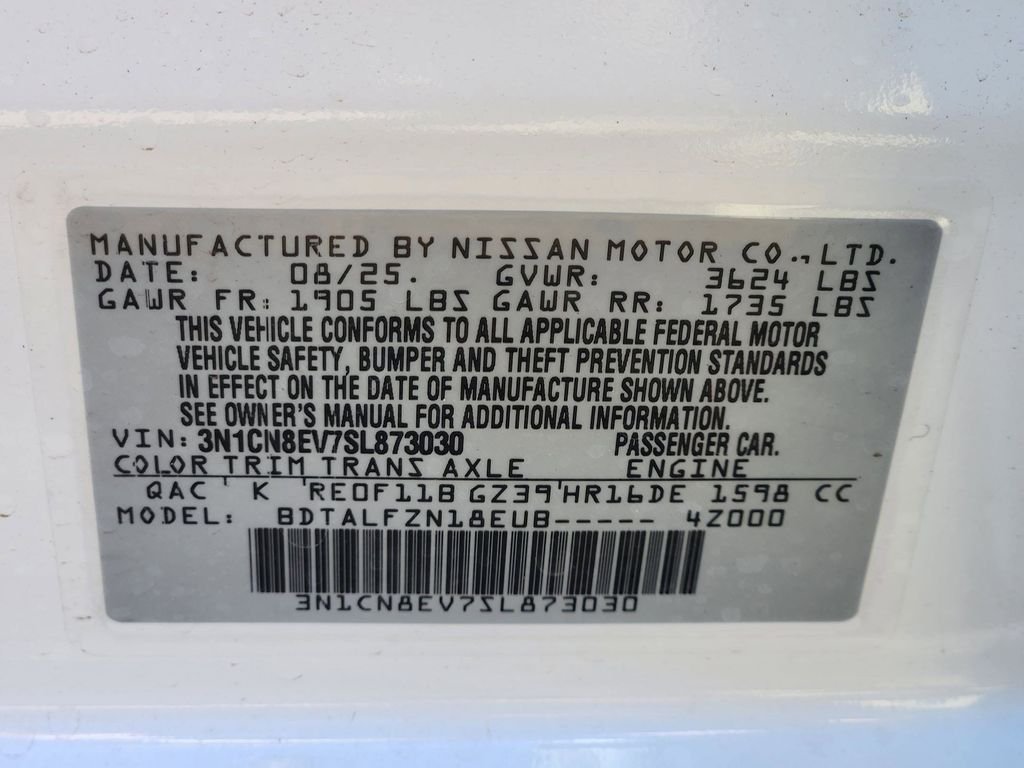 MANUFACTURED BY NISSAN MOTOR CO., LTD.
DATE: 08/25. GVWR: 3624 LBS
GAWR FR: 1905 LBS GAWR RR: 1735 LBS
THIS VEHICLE CONFORMS TO ALL APPLICABLE FEDERAL MOTOR
VEHICLE SAFETY, BUMPER AND THEFT PREVENTION STANDARDS
IN EFFECT ON THE DATE OF MANUFACTURE SHOWN ABOVE.
SEE OWNER'S MANUAL FOR ADDITIONAL INFORMATION.
VIN: 3N1CN8EV7SL873030 PASSENGER CAR.
COLOR TRIM TRANS AXLE ENGINE
QAC ' K 'RE0F11B GZ39'HR16DE 1598 CC
MODEL: BDTALFZN18EUB----- 4Z000
3N1CN8EV7SL873030